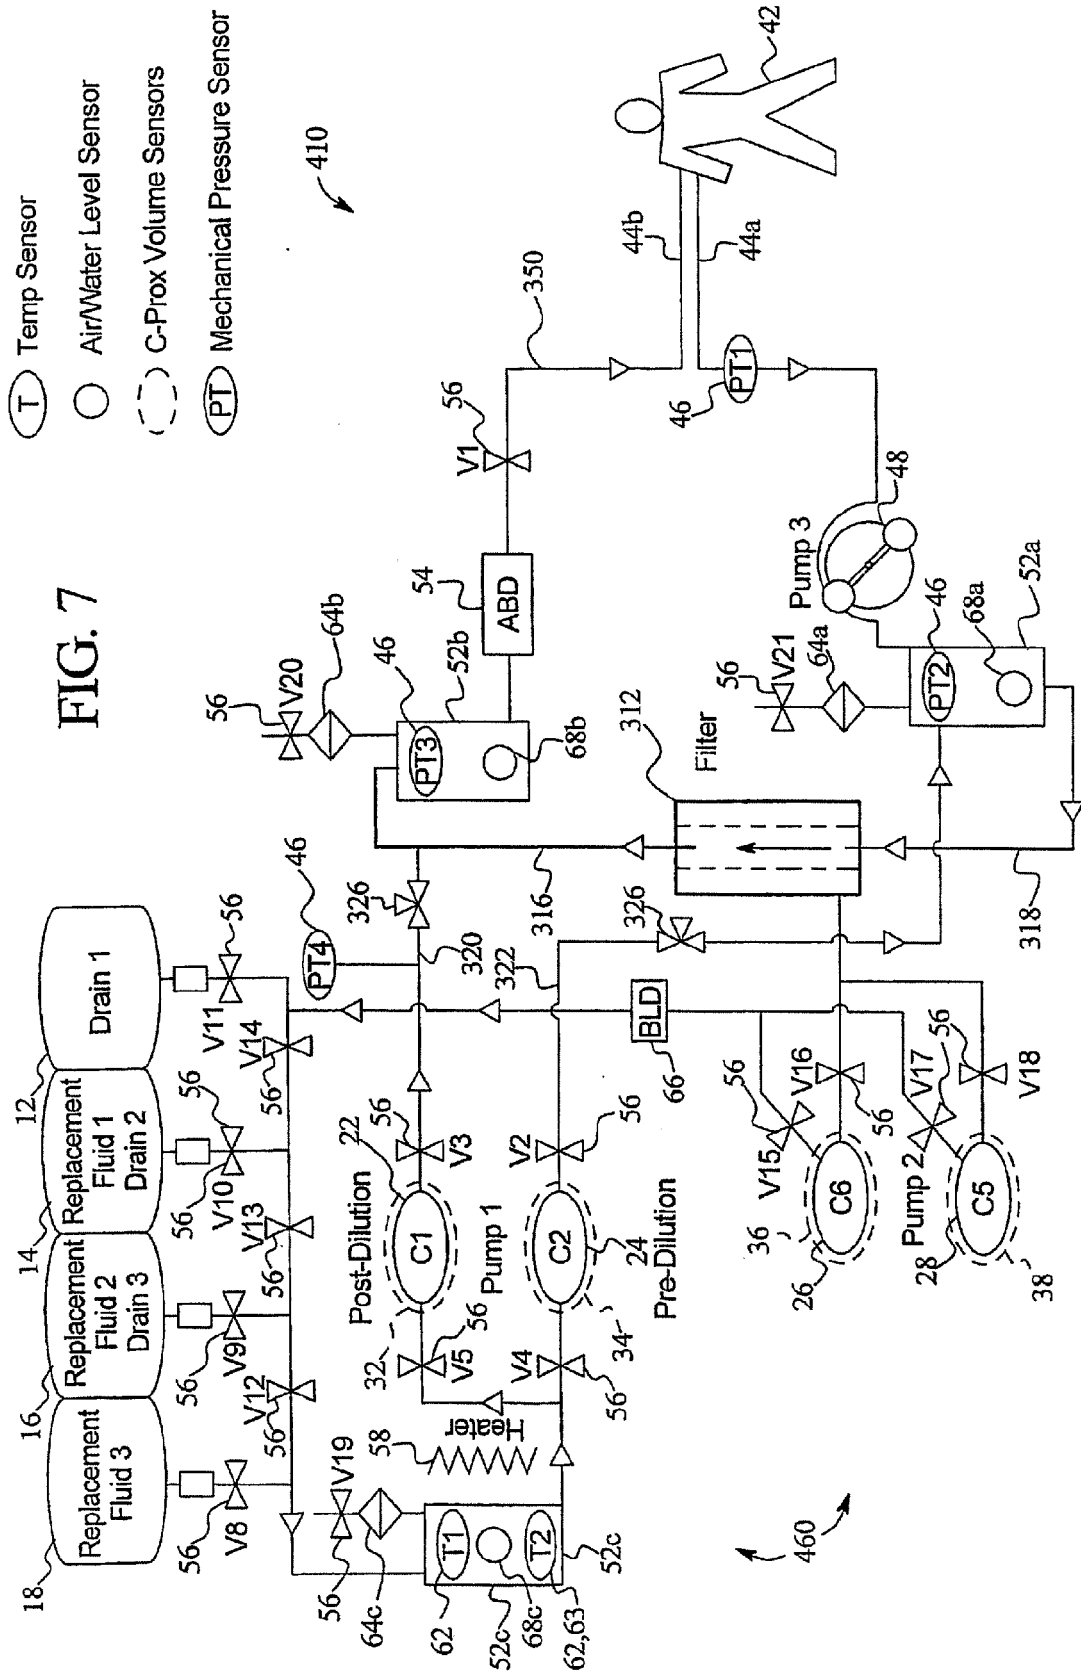 FIG. 7
T Temp Sensor
Air/Water Level Sensor
C-Prox Volume Sensors
PT Mechanical Pressure Sensor
410
18
Replacement
Fluid 3
16
Replacement
Fluid 2
Drain 3
14
Replacement
Fluid 1
Drain 2
12
Drain 1
56
V8
56
V9
56
V10
56
V11
56
V12
56
V13
56
V14
56
PT4
46
V19
56
64c
62
T1
T2
68c
52c
52c
62,63
58
Heater
32
V5
56
V4
56
34
Post-Dilution
C1
22
Pump 1
C2
24
Pre-Dilution
56
V3
V2
56
320
322
326
326
316
318
312
Filter
BLD
66
56
V15
V16
56
36
C6
26
Pump 2
V17
56
V18
28
C5
38
56
V20
64b
46
PT3
52b
68b
54
ABD
V1
56
350
44b
44a
42
46
PT1
Pump 3
48
56
V21
64a
46
PT2
68a
52a
460